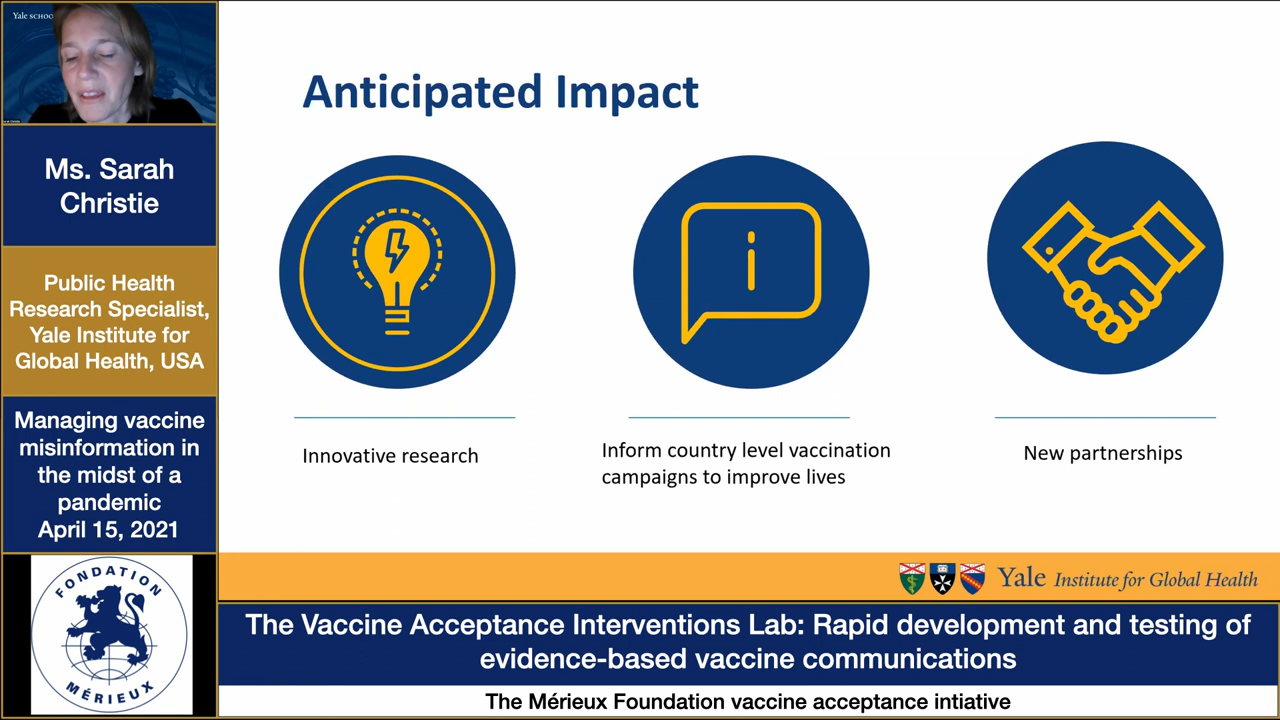 Yale SCHOO
Ms. Sarah
Christie
Public Health
Research Specialist,
Yale Institute for
Global Health, USA
Managing vaccine
misinformation in
the midst of a
pandemic
April 15, 2021
FONDATION
MÉRIEUX
Anticipated Impact
i
Innovative research
Inform country level vaccination
campaigns to improve lives
New partnerships
Yale Institute for Global Health
The Vaccine Acceptance Interventions Lab: Rapid development and testing of
evidence-based vaccine communications
The Mérieux Foundation vaccine acceptance intiative